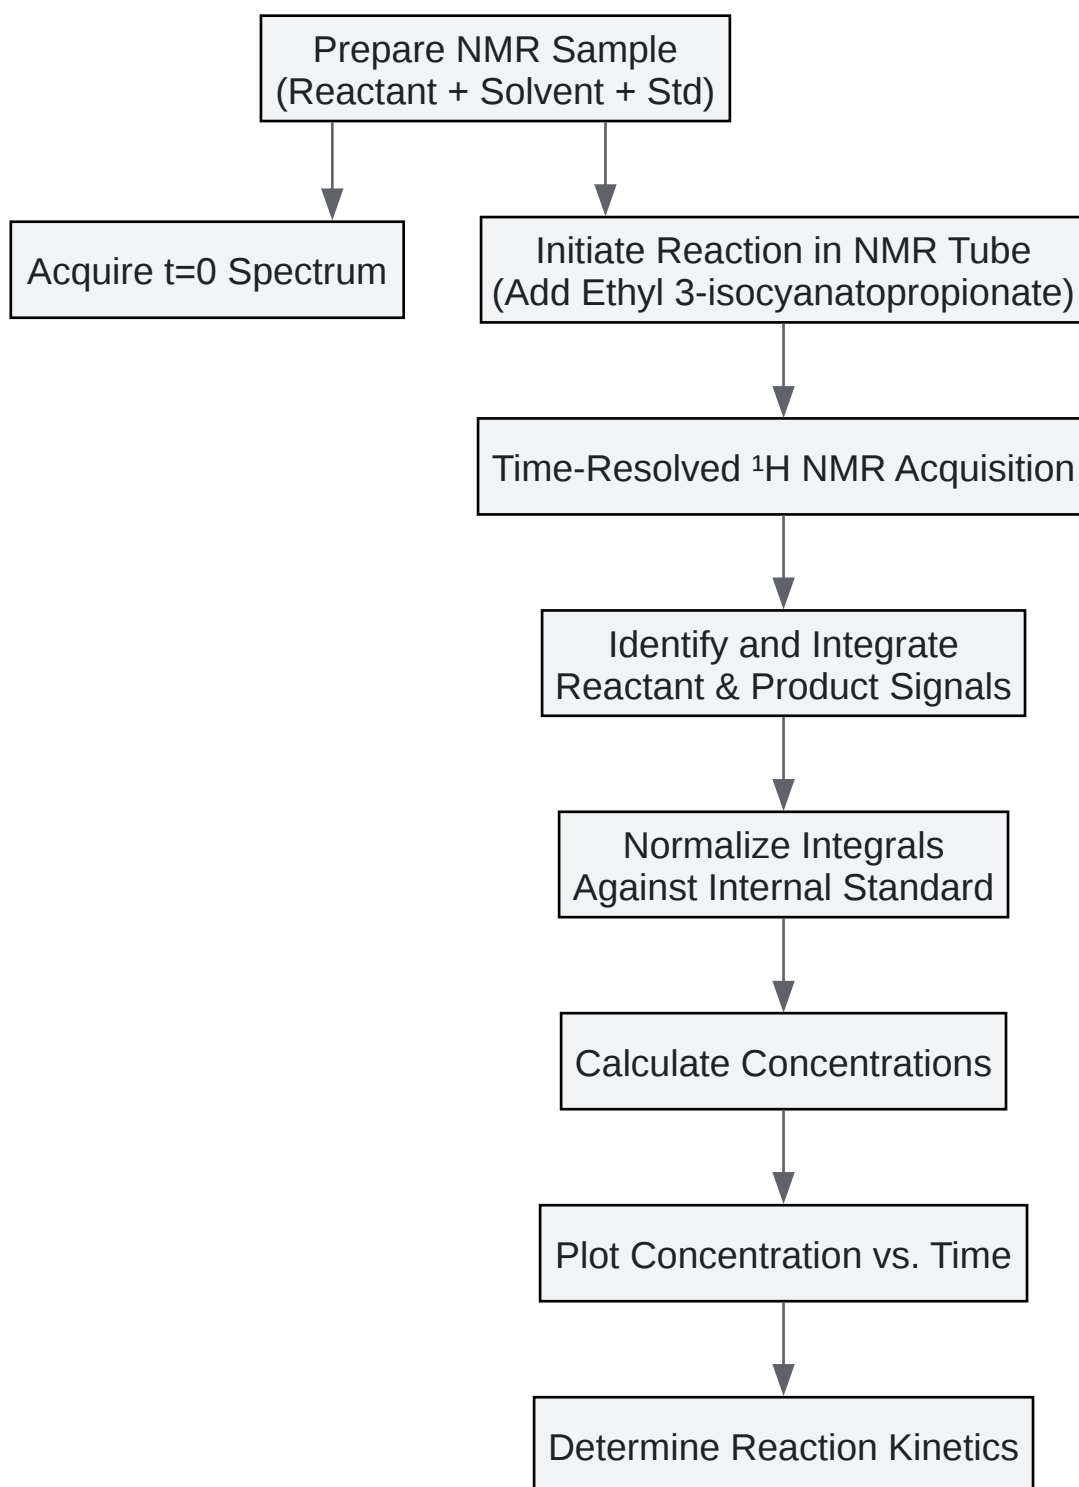 Prepare NMR Sample
(Reactant + Solvent + Std)
Acquire t=0 Spectrum
Initiate Reaction in NMR Tube
(Add Ethyl 3-isocyanatopropionate)
Time-Resolved ¹H NMR Acquisition
Identify and Integrate
Reactant & Product Signals
Normalize Integrals
Against Internal Standard
Calculate Concentrations
Plot Concentration vs. Time
Determine Reaction Kinetics